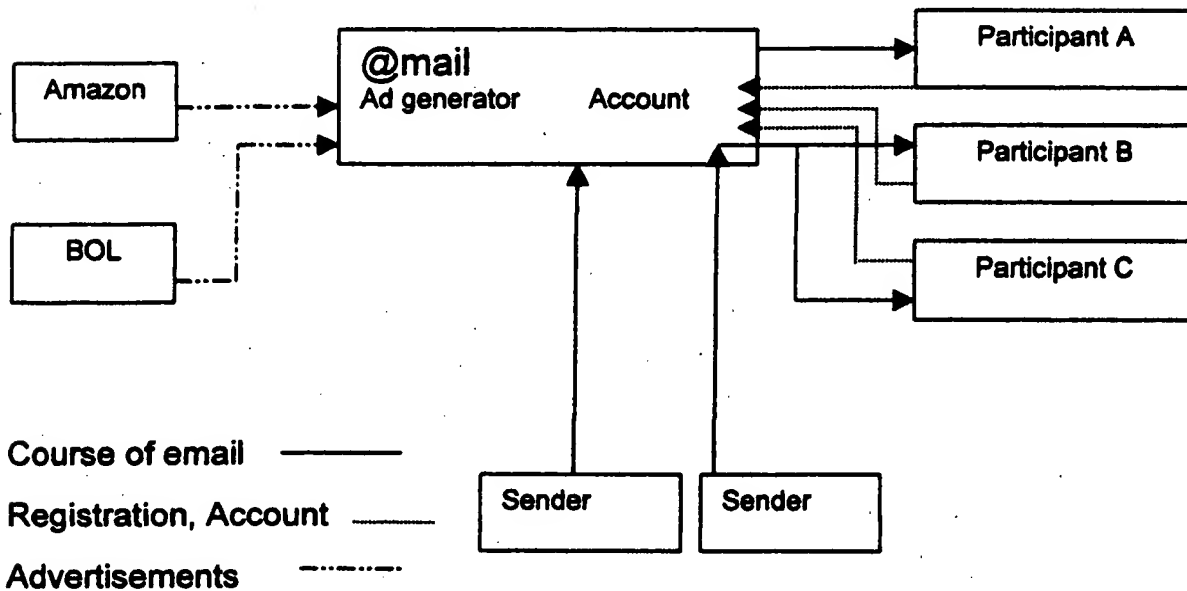 @mail
Ad generator Account
Amazon
BOL
Participant A
Participant B
Participant C
Sender
Sender
Course of email
Registration, Account
Advertisements